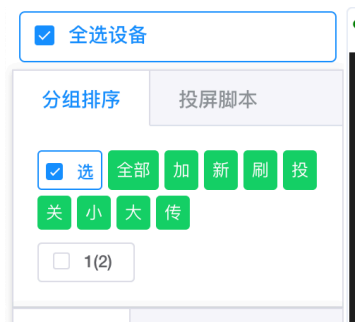 全选设备
分组排序 投屏脚本
选 全部 加 新 刷 投
关 小 大 传
1(2)